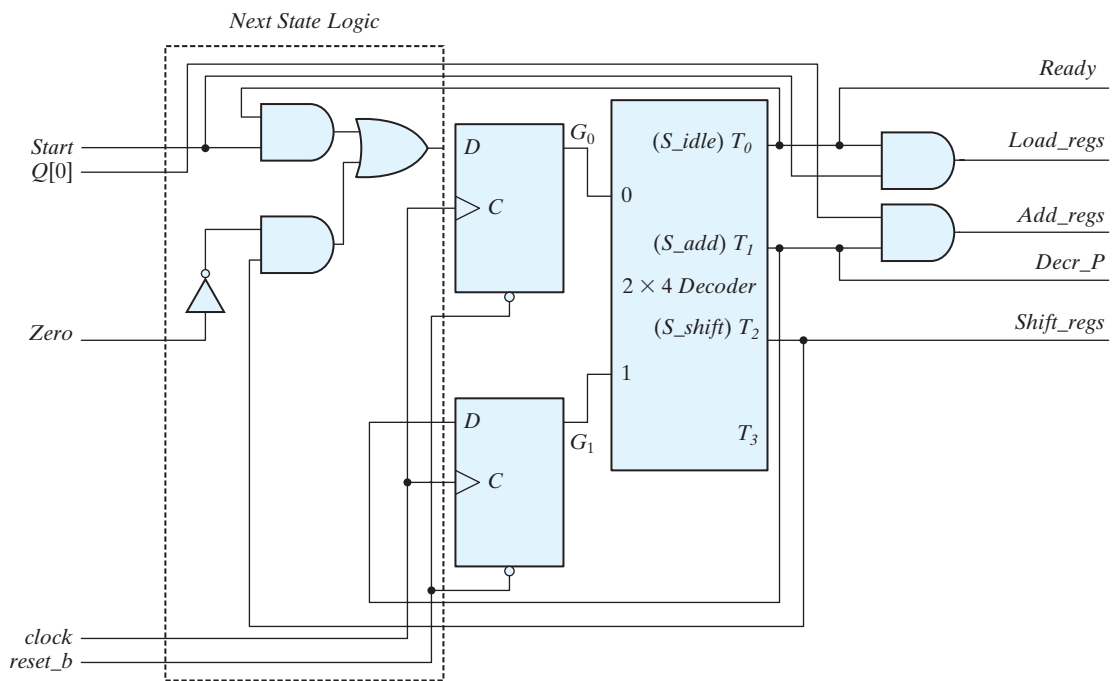 Next State Logic
Ready
Start
Q[0]
D
G₀
(S_idle) T₀
Load_regs
C
0
Add_regs
(S_add) T₁
Decr_P
2 × 4 Decoder
Zero
(S_shift) T₂
Shift_regs
1
D
G₁
T₃
C
clock
reset_b